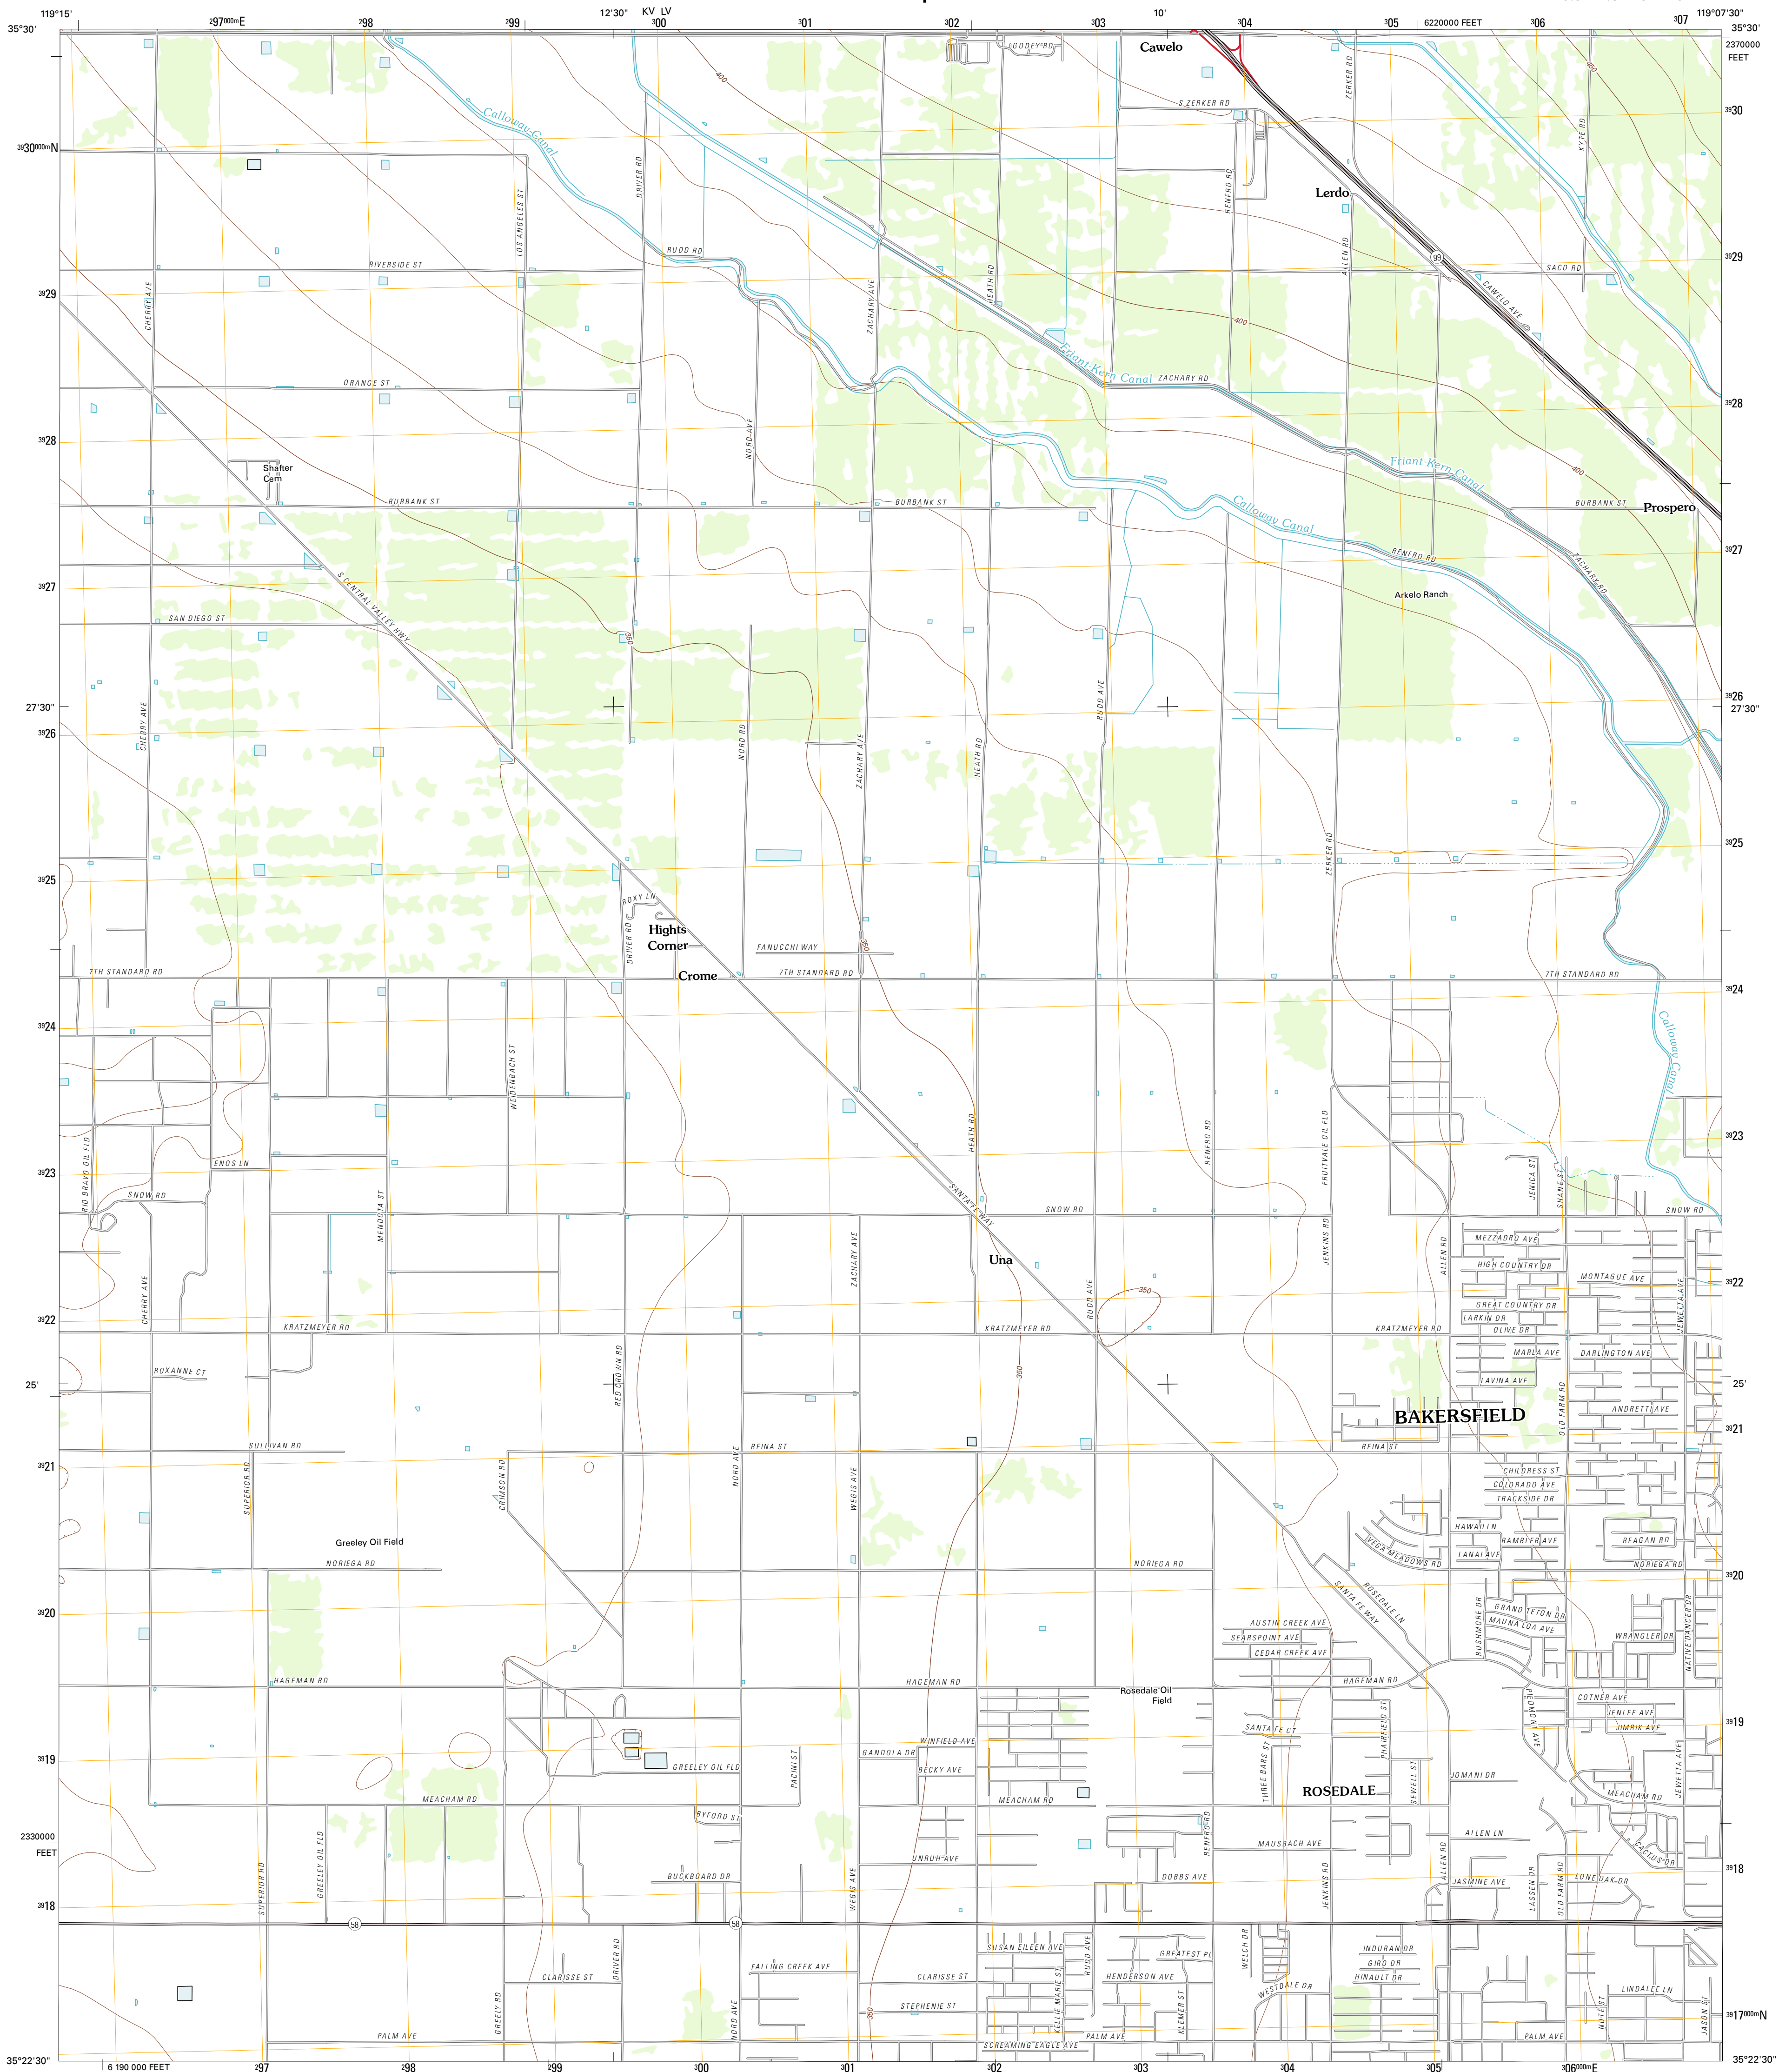 119°15'
²97⁰⁰⁰ᵐE
298
299
12'30"
KV LV
300
301
302
303
10'
304
305
6220000 FEET
306
307
119°07'30"
35°30'
35°30'
2370000
FEET
GODEY RD
Cawelo
ZERKER RD
400
450
S ZERKER RD
3930
Calloway Canal
KYTE RD
³⁹30⁰⁰⁰ᵐN
DRIVER RD
LOS ANGELES ST
RENFRO RD
Lerdo
RUDD RD
ALLEN RD
99
3929
RIVERSIDE ST
HEATH RD
SACO RD
3929
CHERRY AVE
ZACHARY AVE
CAWELO AVE
400
Friant-Kern Canal
ZACHARY RD
ORANGE ST
3928
3928
NORD AVE
Friant-Kern Canal
400
Shafter
Cem
BURBANK ST
BURBANK ST
Calloway Canal
BURBANK ST
Prospero
RENFRO RD
3927
ZACHARY RD
3927
S CENTRAL VALLEY HWY
Arkelo Ranch
SAN DIEGO ST
350
27'30"
CHERRY AVE
RUDD AVE
3926
27'30"
3926
NORD RD
ZACHARY AVE
HEATH RD
ZERKER RD
3925
3925
ROXY LN
Hights
Corner
DRIVER RD
FANUCCHI WAY
350
7TH STANDARD RD
Crome
7TH STANDARD RD
7TH STANDARD RD
3924
3924
Calloway Canal
WEIDENBACH ST
RIO BRAVO OIL FLD
HEATH RD
RENFRO RD
FRUITVALE OIL FLD
3923
ENOS LN
3923
JENICA ST
SHANE ST
SNOW RD
MENDOTA ST
SANTA FE WAY
SNOW RD
SNOW RD
Una
ZACHARY AVE
JENKINS RD
ALLEN RD
MEZZADRO AVE
HIGH COUNTRY DR
MONTAGUE AVE
3922
CHERRY AVE
RUDD AVE
350
GREAT COUNTRY DR
JEWETTA AVE
LARKIN DR
3922
KRATZMEYER RD
KRATZMEYER RD
KRATZMEYER RD
OLIVE DR
MARLA AVE
DARLINGTON AVE
ROXANNE CT
RED CROWN RD
350
LAVINA AVE
25'
25'
OLD FARM RD
ANDRETTI AVE
BAKERSFIELD
3921
SULLIVAN RD
REINA ST
REINA ST
3921
SUPERIOR RD
CRIMSON RD
NORD AVE
WEGIS AVE
CHILDRESS ST
COLORADO AVE
TRACKSIDE DR
HAWAII LN
Greeley Oil Field
VEGA MEADOWS RD
RAMBLER AVE
REAGAN RD
LANAI AVE
NORIEGA RD
NORIEGA RD
NORIEGA RD
3920
3920
ROSEDALE LN
SANTA FE WAY
RUSHMORE DR
GRAND TETON DR
MAUNA LOA AVE
NATIVE DANCER DR
AUSTIN CREEK AVE
SEARSPOINT AVE
WRANGLER DR
CEDAR CREEK AVE
HAGEMAN RD
HAGEMAN RD
HAGEMAN RD
Rosedale Oil
Field
PHAIRFIELD ST
PIEDMONT AVE
COTNER AVE
JENLEE AVE
3919
SANTA FE CT
JIMRIK AVE
WINFIELD AVE
3919
GANDOLA DR
GREELEY OIL FLD
PACINI ST
BECKY AVE
THREE BARS ST
JOMANI DR
SEWELL ST
JEWETTA AVE
ROSEDALE
MEACHAM RD
MEACHAM RD
MEACHAM RD
BYFORD ST
2330000
FEET
RENFRO RD
ALLEN LN
MAUSBACH AVE
CACTUS DR
UNRUH AVE
ALLEN RD
GREELEY OIL FLD
SUPERIOR RD
BUCKBOARD DR
WEGIS AVE
DOBBS AVE
JENKINS RD
JASMINE AVE
LASSEN DR
OLD FARM RD
LONE OAK DR
3918
3918
58
58
SUSAN EILEEN AVE
RUDD AVE
GREATEST PL
WELCH DR
INDURAN DR
GIRO DR
DRIVER RD
FALLING CREEK AVE
CLARISSE ST
CLARISSE ST
HENDERSON AVE
HINAULT DR
WESTDALE DR
LINDALEE LN
GREELY RD
NORD AVE
350
STEPHENIE ST
KELLIE MARIE ST
KLEMER ST
NUTE ST
JASON ST
³⁹17⁰⁰⁰ᵐN
PALM AVE
PALM AVE
PALM AVE
SCREAMING EAGLE AVE
35°22'30"
6 190 000 FEET
297
298
299
300
301
302
303
304
305
³06⁰⁰⁰ᵐE
35°22'30"